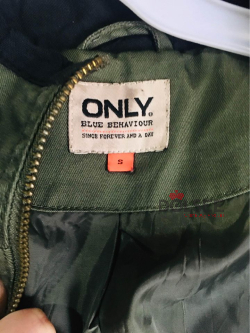 ONLY®
BLUE BEHAVIOUR
SINCE FOREVER AND A DAY
S